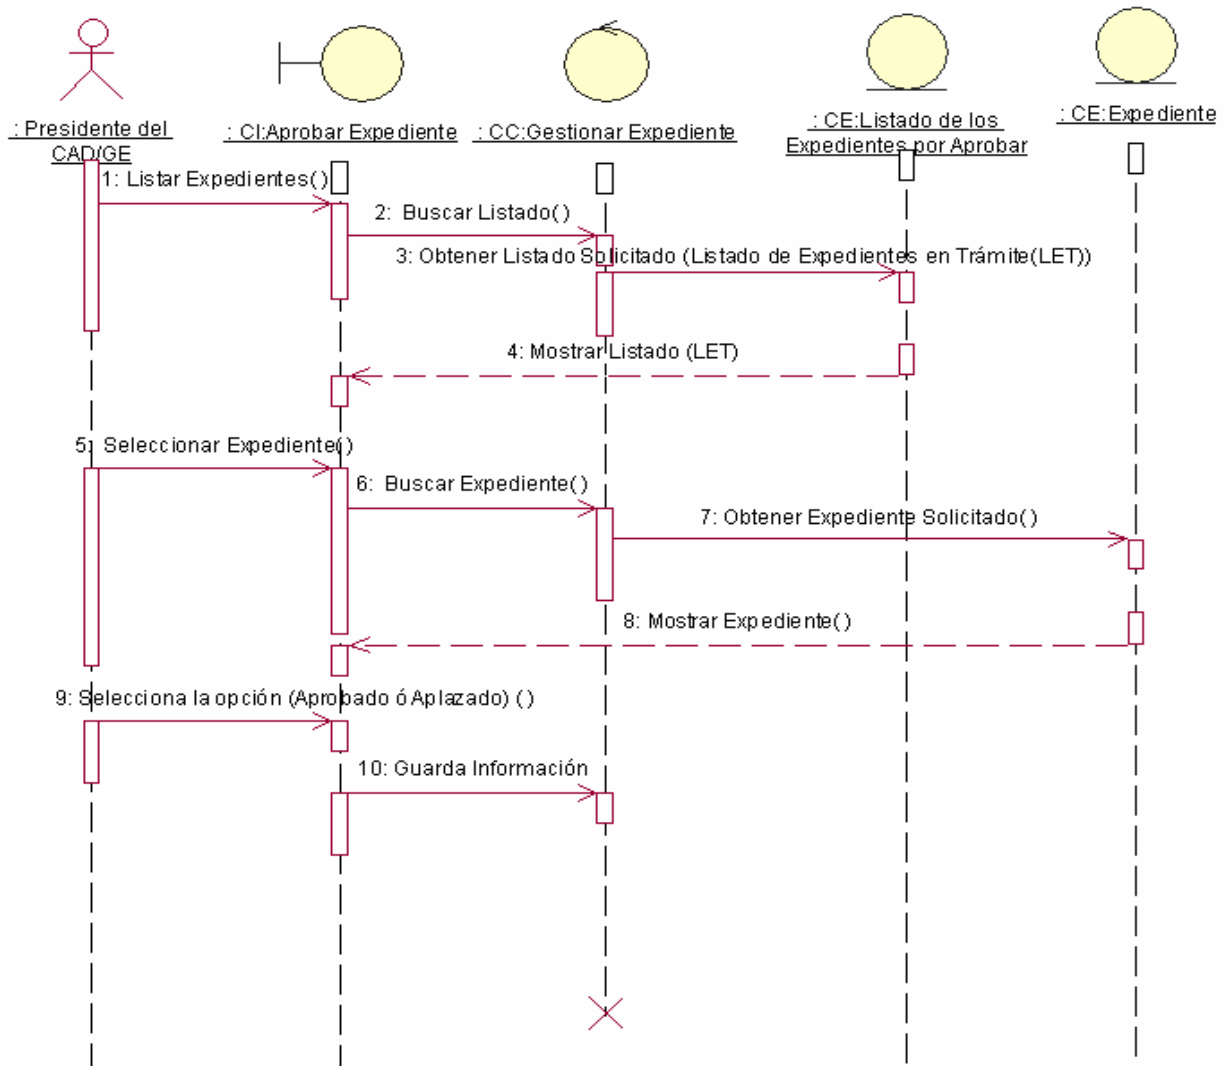 : Presidente del
CAD/GE
: CI:Aprobar Expediente
: CC:Gestionar Expediente
: CE:Listado de los
Expedientes por Aprobar
: CE:Expediente
1: Listar Expedientes()
2: Buscar Listado()
3: Obtener Listado Solicitado (Listado de Expedientes en Trámite(LET))
4: Mostrar Listado (LET)
5: Seleccionar Expediente()
6: Buscar Expediente()
7: Obtener Expediente Solicitado()
8: Mostrar Expediente()
9: Selecciona la opción (Aprobado ó Aplazado) ()
10: Guarda Información